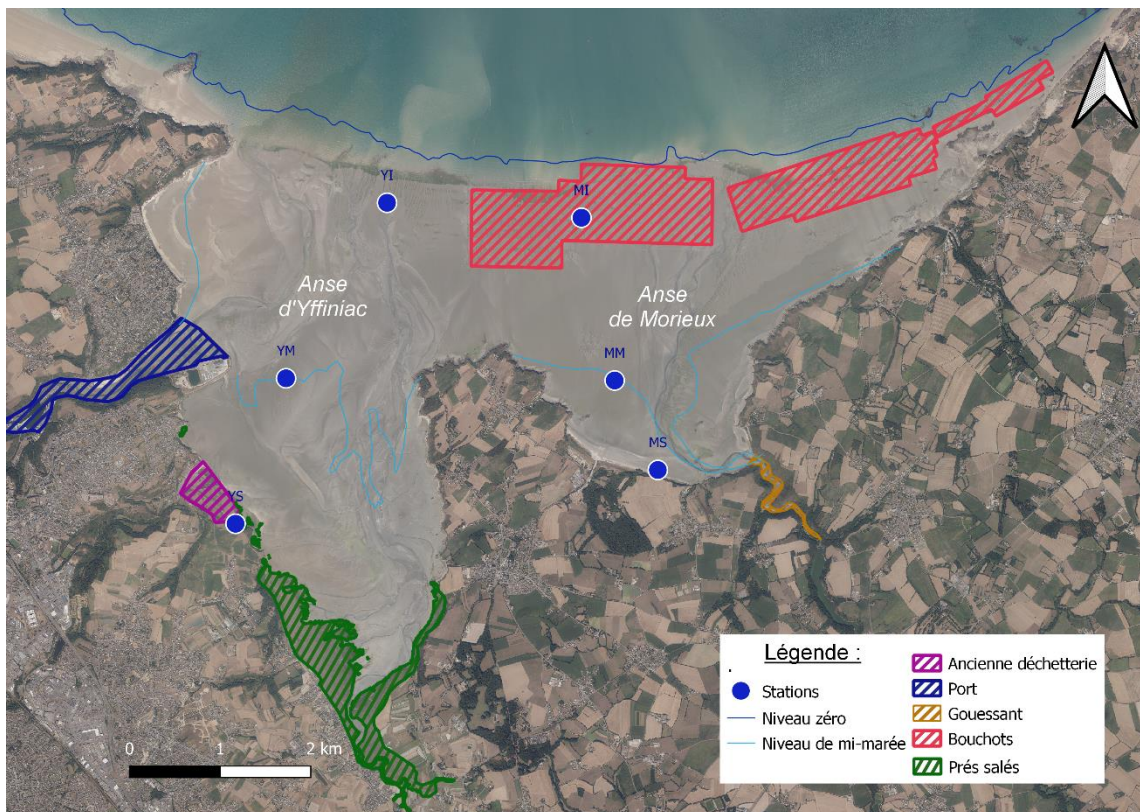 YI
MI
Anse
d'Yffiniac
Anse
de Morieux
YM
MM
MS
YS
Légende :
Stations
Niveau zéro
Niveau de mi-marée
Ancienne déchetterie
Port
Gouessant
Bouchots
Prés salés
0 1 2 km